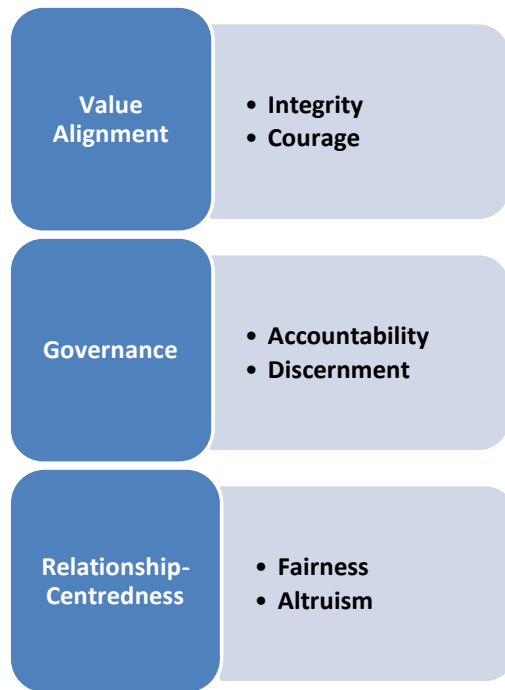 Value
Alignment
• Integrity
• Courage
Governance
• Accountability
• Discernment
Relationship-
Centredness
• Fairness
• Altruism